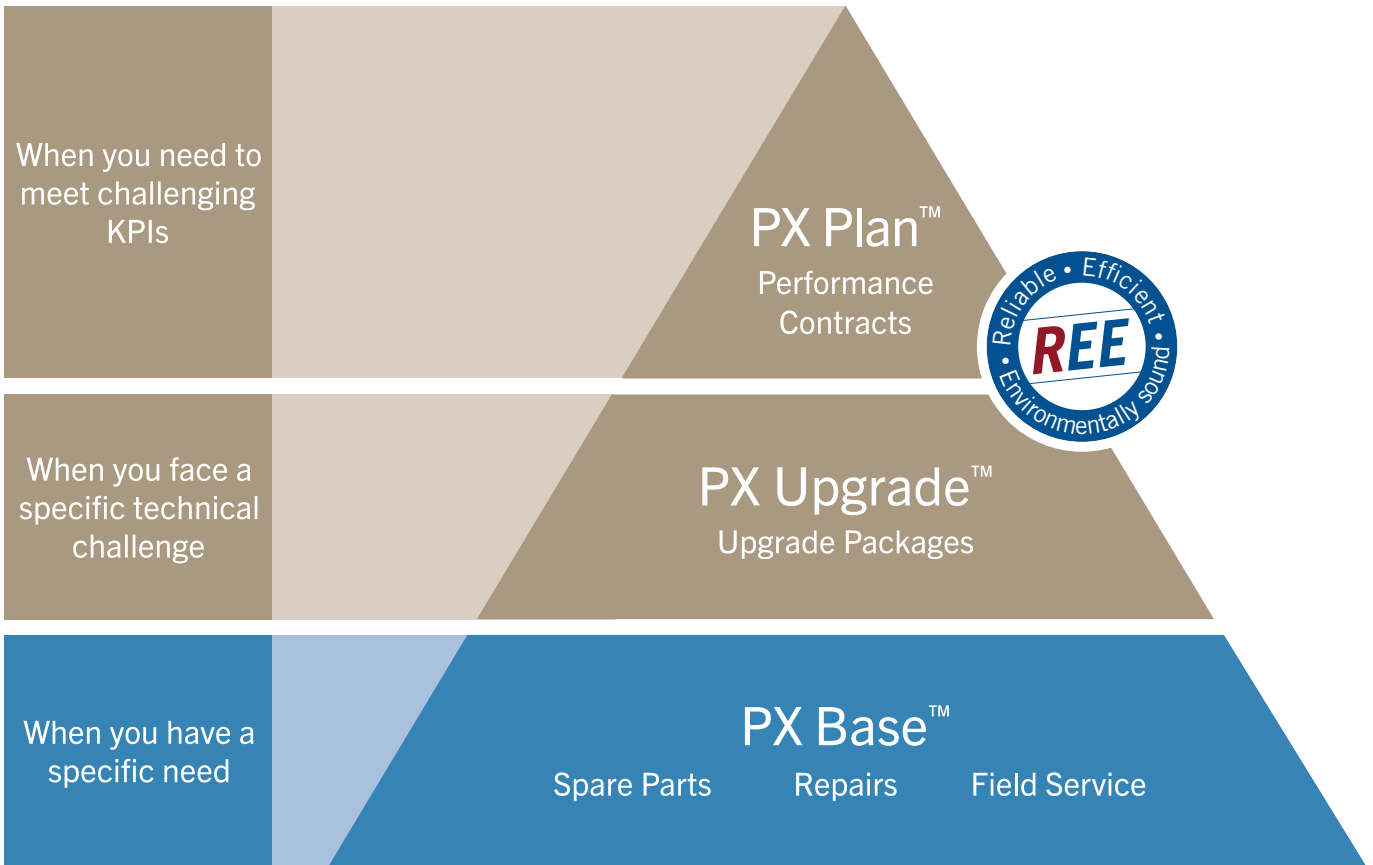 When you need to
meet challenging
KPIs
PX Plan™
Performance
Contracts
Reliable • Efficient • Environmentally sound •
REE
When you face a
specific technical
challenge
PX Upgrade™
Upgrade Packages
When you have a
specific need
PX Base™
Spare Parts Repairs Field Service